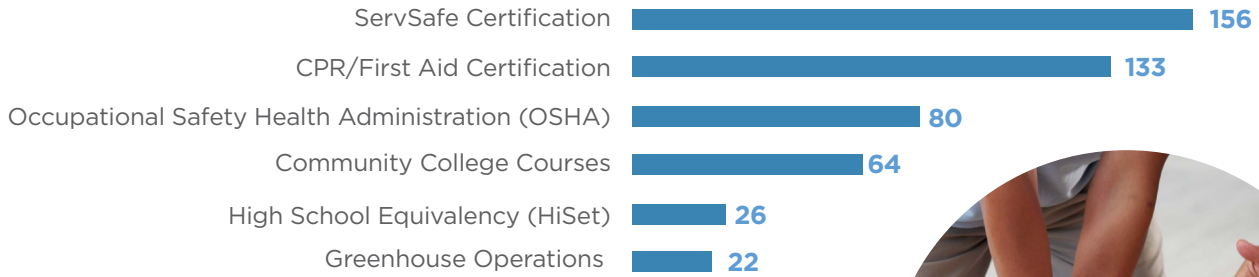 ServSafe Certification 156
CPR/First Aid Certification 133
Occupational Safety Health Administration (OSHA) 80
Community College Courses 64
High School Equivalency (HiSet) 26
Greenhouse Operations 22